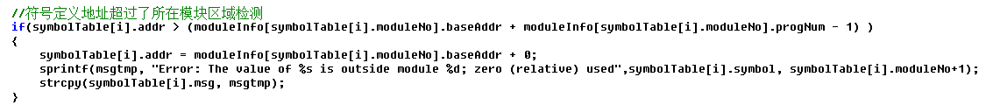 //符号定义地址超过了所在模块区域检测
if(symbolTable[i].addr > (moduleInfo[symbolTable[i].moduleNo].baseAddr + moduleInfo[symbolTable[i].moduleNo].progNum - 1) )
{
symbolTable[i].addr = moduleInfo[symbolTable[i].moduleNo].baseAddr + 0;
sprintf(msgtmp, "Error: The value of %s is outside module %d; zero (relative) used",symbolTable[i].symbol, symbolTable[i].moduleNo+1);
strcpy(symbolTable[i].msg, msgtmp);
}